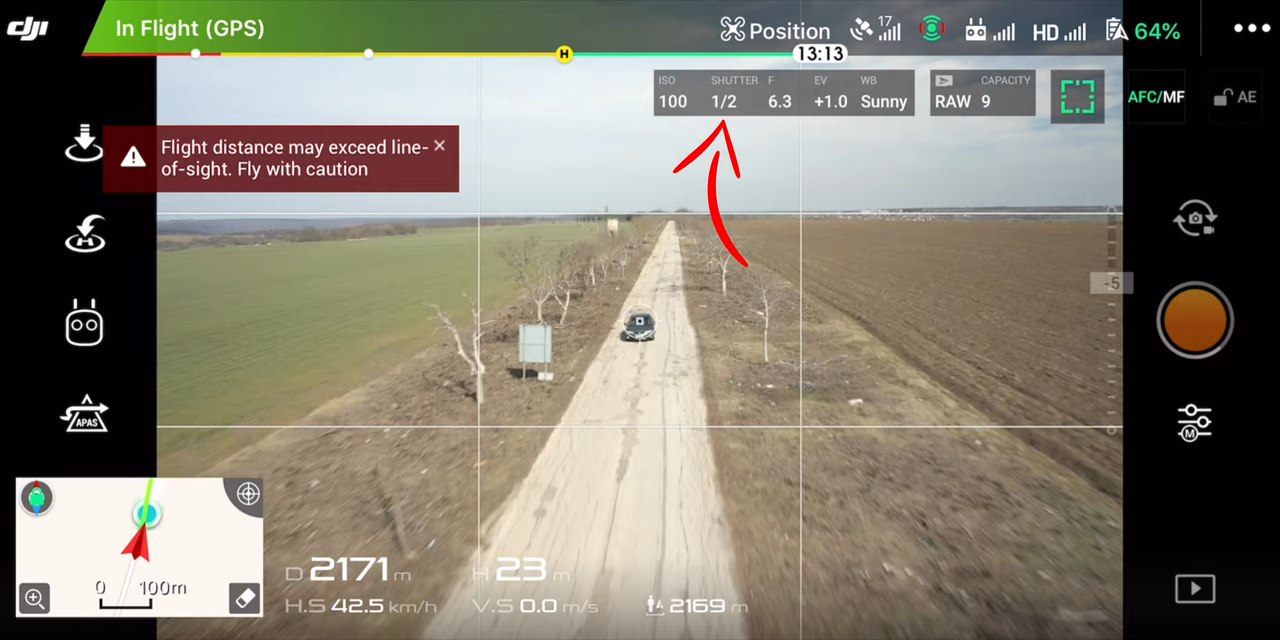 dji In Flight (GPS) Position 17 HD 64%
H 13:13
ISO SHUTTER F EV WB CAPACITY
100 1/2 6.3 +1.0 Sunny RAW 9
AFC/MF AE
Flight distance may exceed line-
of-sight. Fly with caution
H
-5
APAS
M
0 100m
D 2171 m H 23 m
H.S 42.5 km/h V.S 0.0 m/s A 2169 m